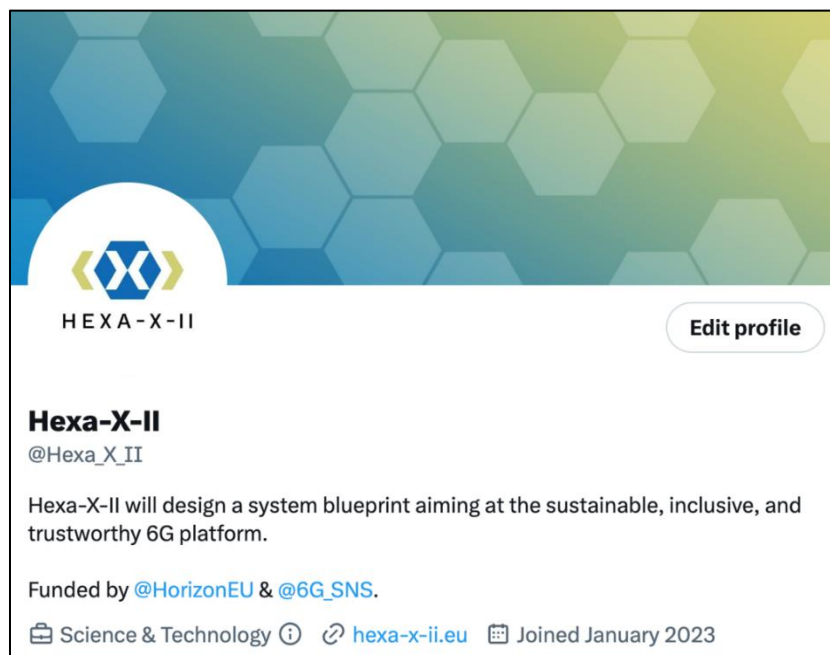 HEXA-X-II
Edit profile
Hexa-X-II
@Hexa_X_II
Hexa-X-II will design a system blueprint aiming at the sustainable, inclusive, and
trustworthy 6G platform.
Funded by @HorizonEU & @6G_SNS.
Science & Technology hexa-x-ii.eu Joined January 2023